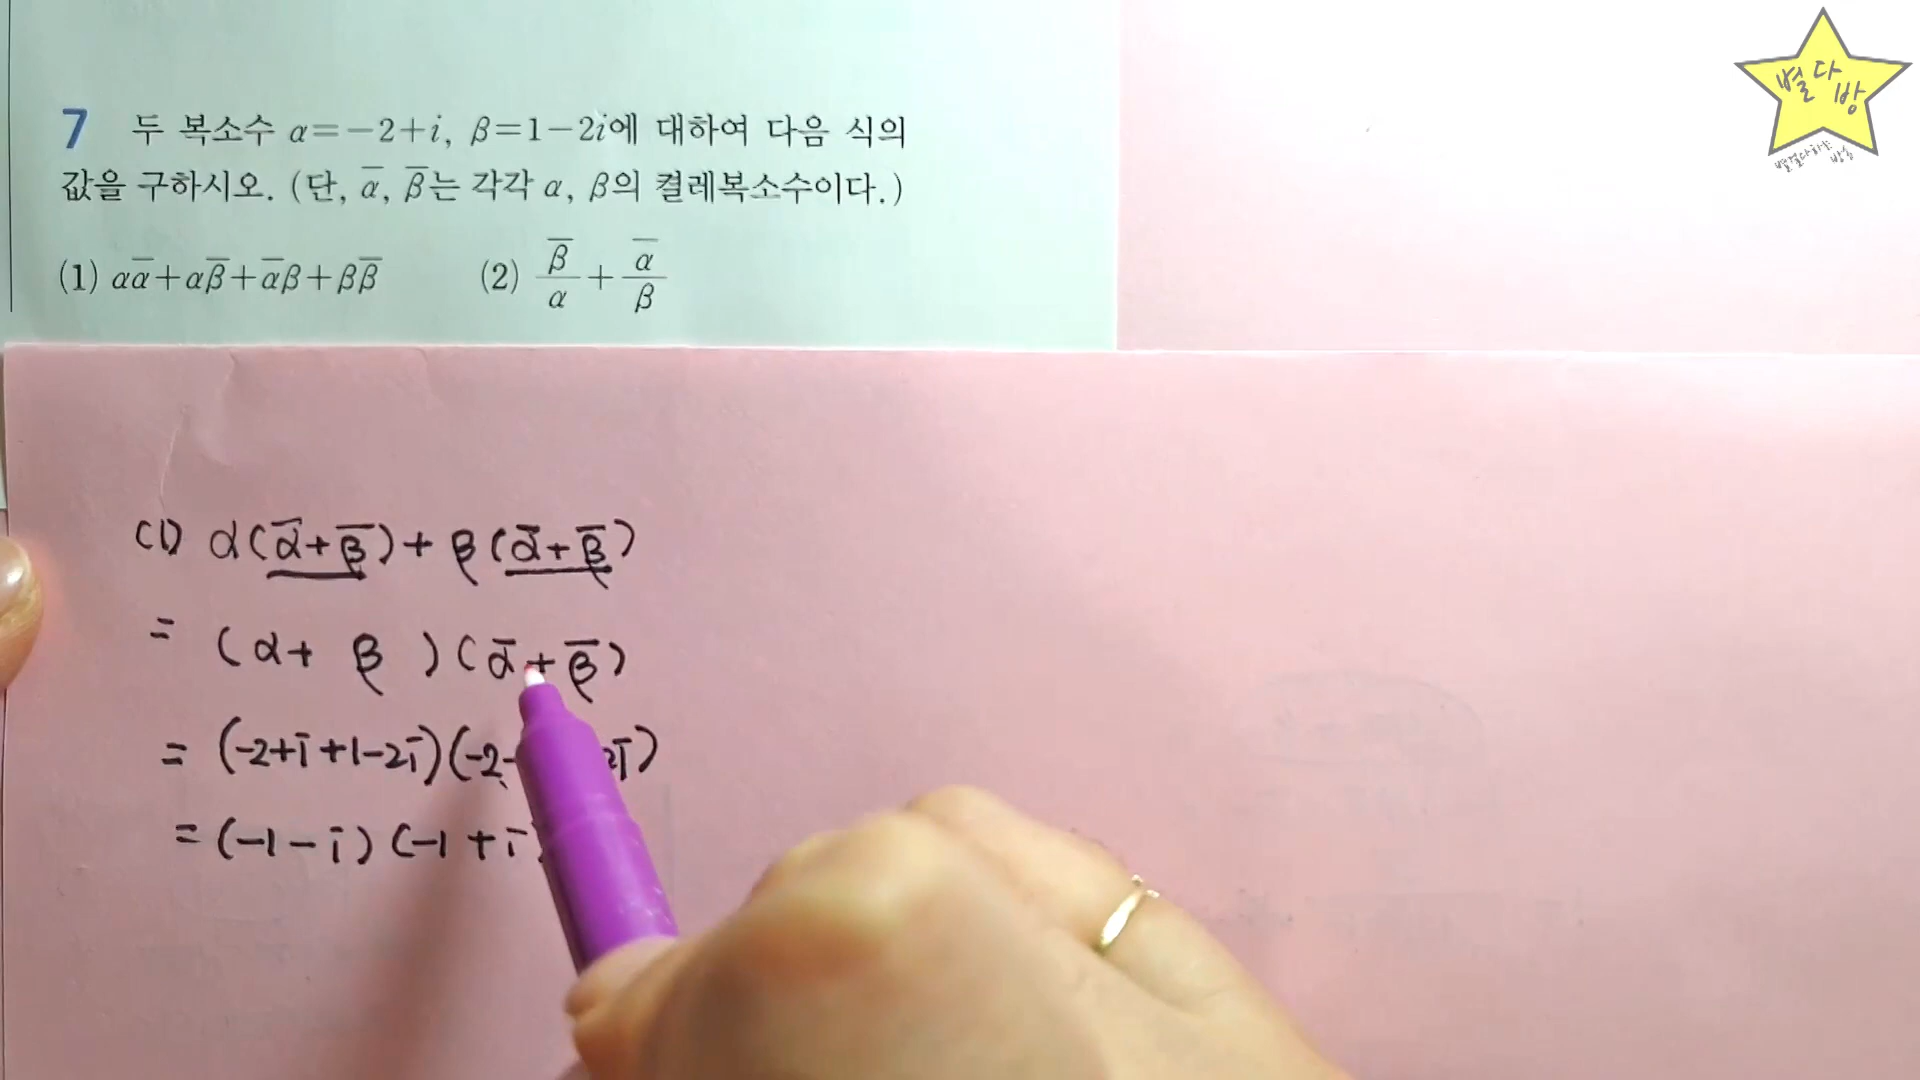 7 두 복소수 α=−2+i, β=1−2i에 대하여 다음 식의
값을 구하시오. (단, ᾱ, β̄는 각각 α, β의 켤레복소수이다.)
(1) αᾱ+αβ̄+ᾱβ+ββ̄ (2) β̄/α + ᾱ/β
(1) α(ᾱ+β̄)+β(ᾱ+β̄)
= (α+β)(ᾱ+β̄)
= (-2+i+1-2i)(-2- 2i)
= (-1-i)(-1+i
별다방